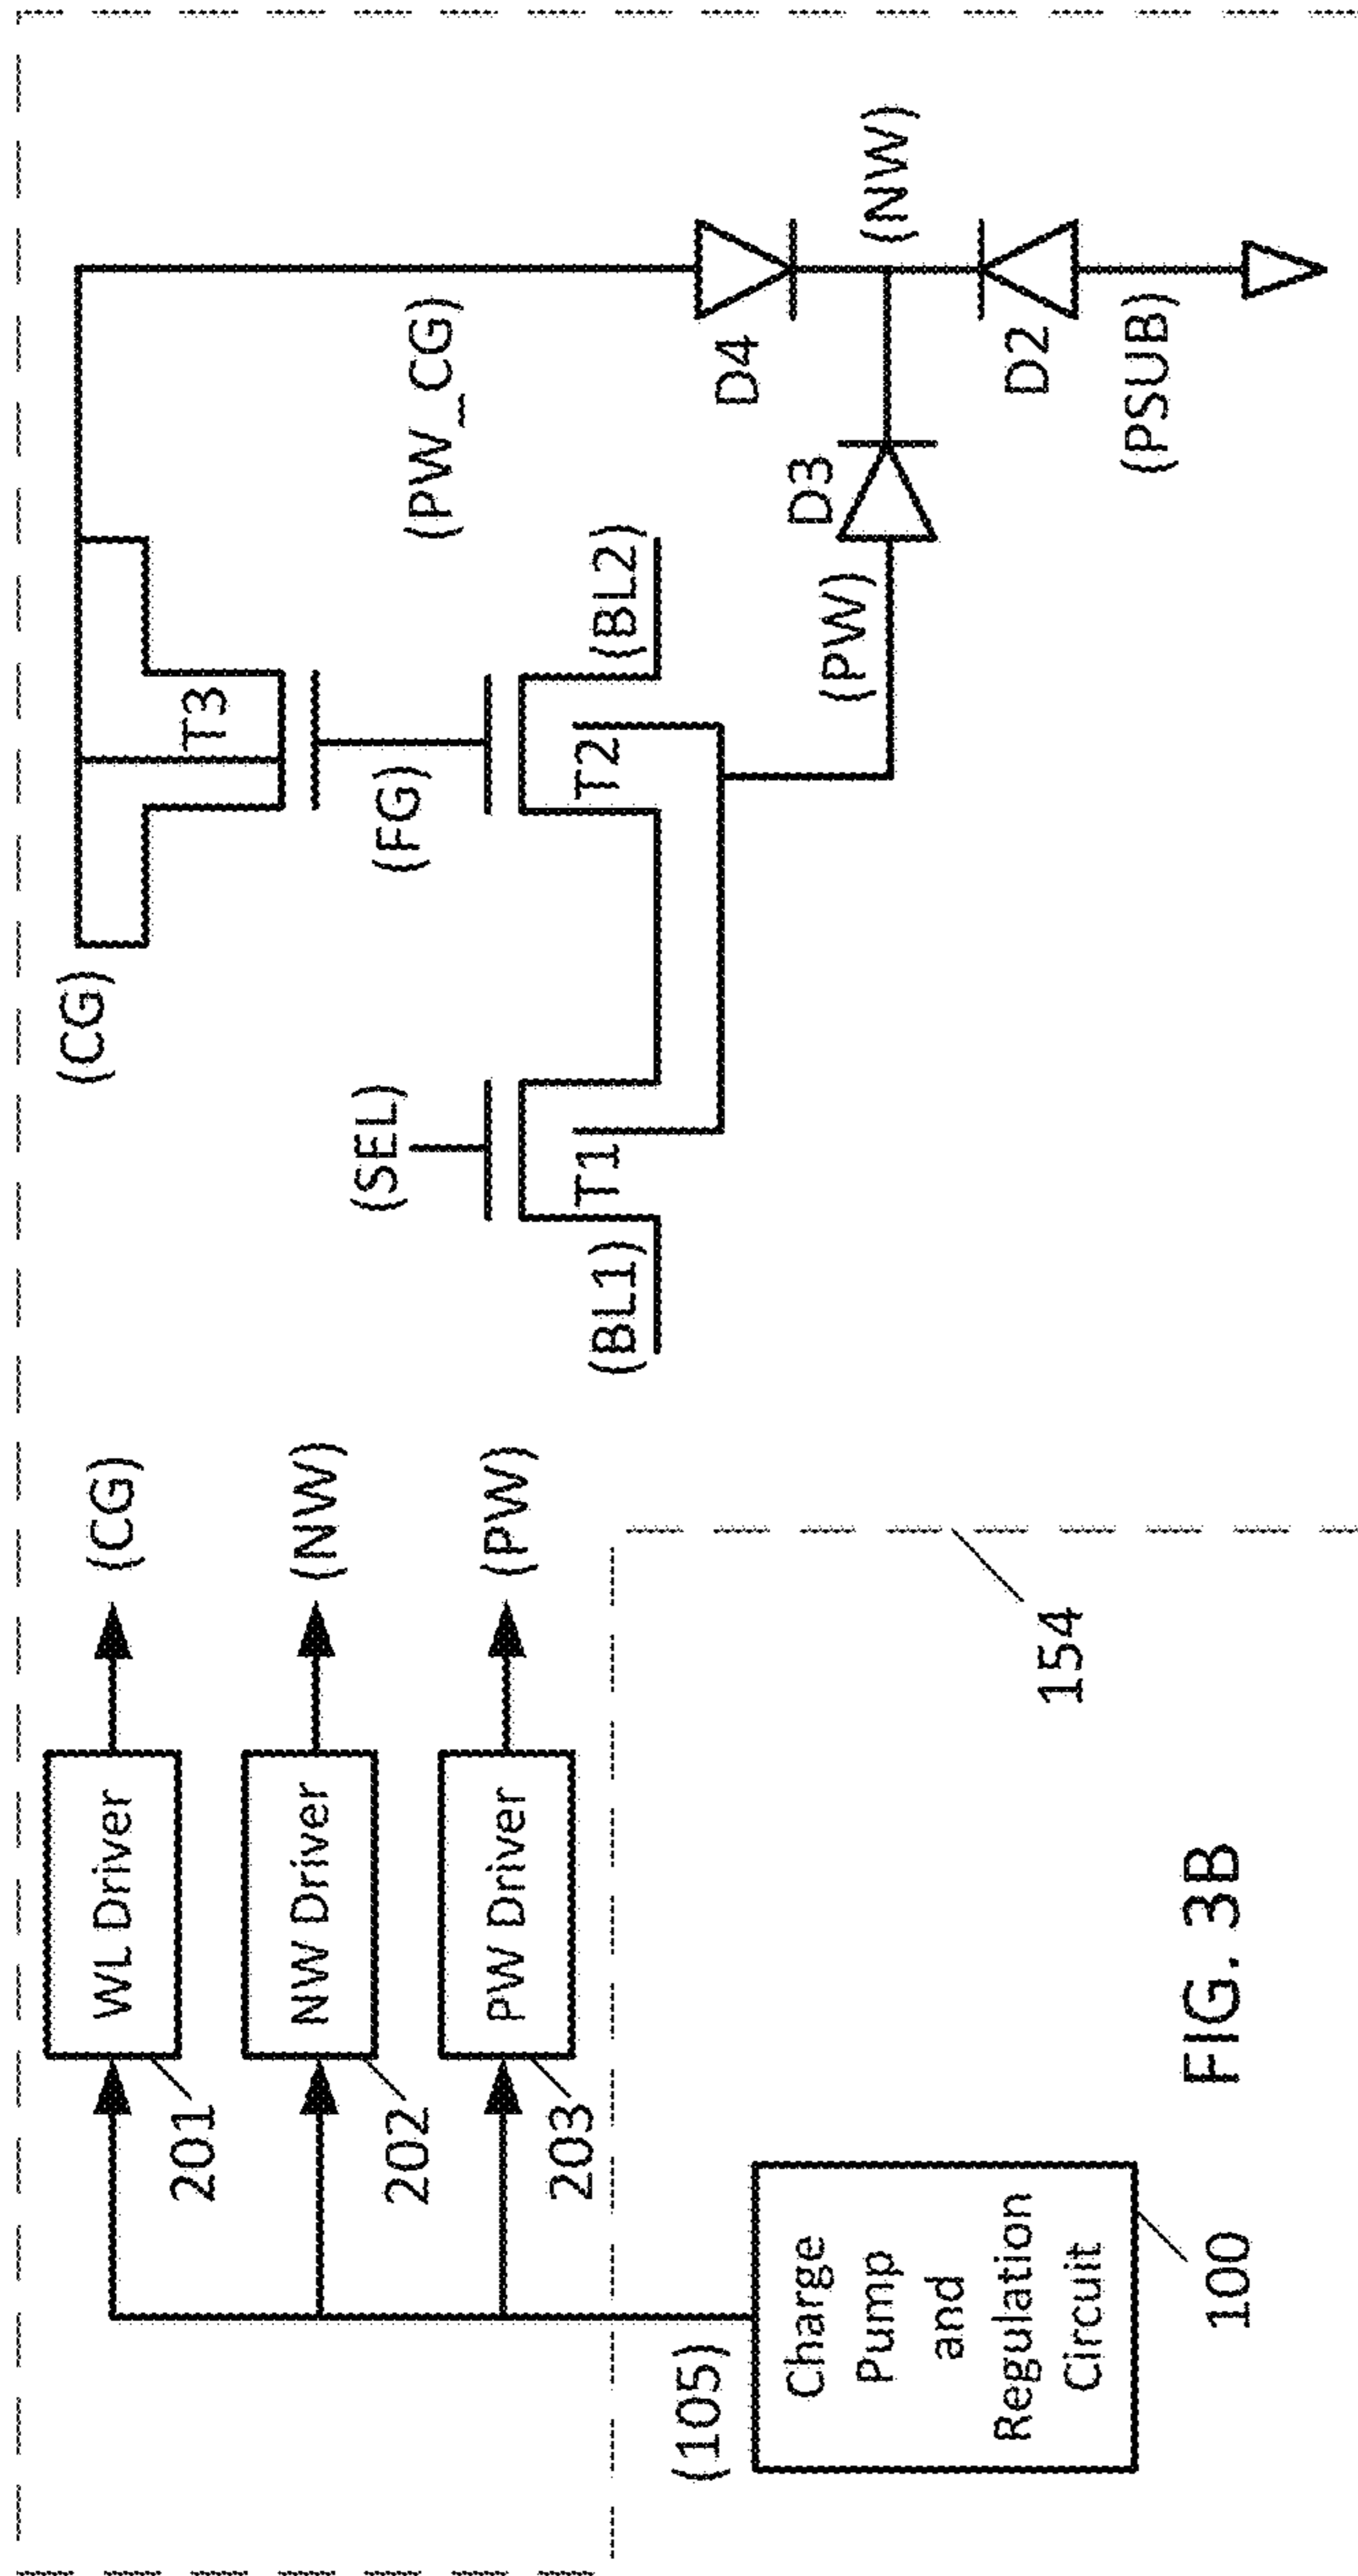 WL Driver
(CG)
201
NW Driver
(NW)
202
PW Driver
(PW)
203
(105)
Charge
Pump
and
Regulation
Circuit
100
154
(CG)
T3
(SEL)
(FG)
(PW_CG)
T1
T2
(BL1)
(BL2)
D4
(NW)
D3
(PW)
D2
(PSUB)
FIG. 3B